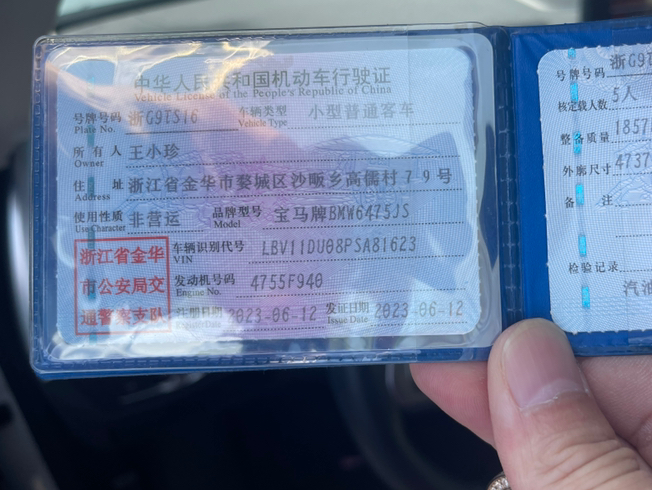 中华人民共和国机动车行驶证
Vehicle License of the People's Republic of China
号牌号码 浙G9TS16 车辆类型 小型普通客车
Plate No. Vehicle Type
所有人 王小珍
Owner
住址 浙江省金华市婺城区沙畈乡高儒村79号
Address
使用性质 非营运 品牌型号 宝马牌BMW6475JS
Use Character Model
车辆识别代号 LBV11DU08PSA81623
VIN
发动机号码 4755F940
Engine No.
注册日期 2023-06-12 发证日期 2023-06-12
Issue Date
浙江省金华
市公安局交
通警察支队
号牌号码
核定载人数 5人
整备质量
外廓尺寸
备注
检验记录
汽油